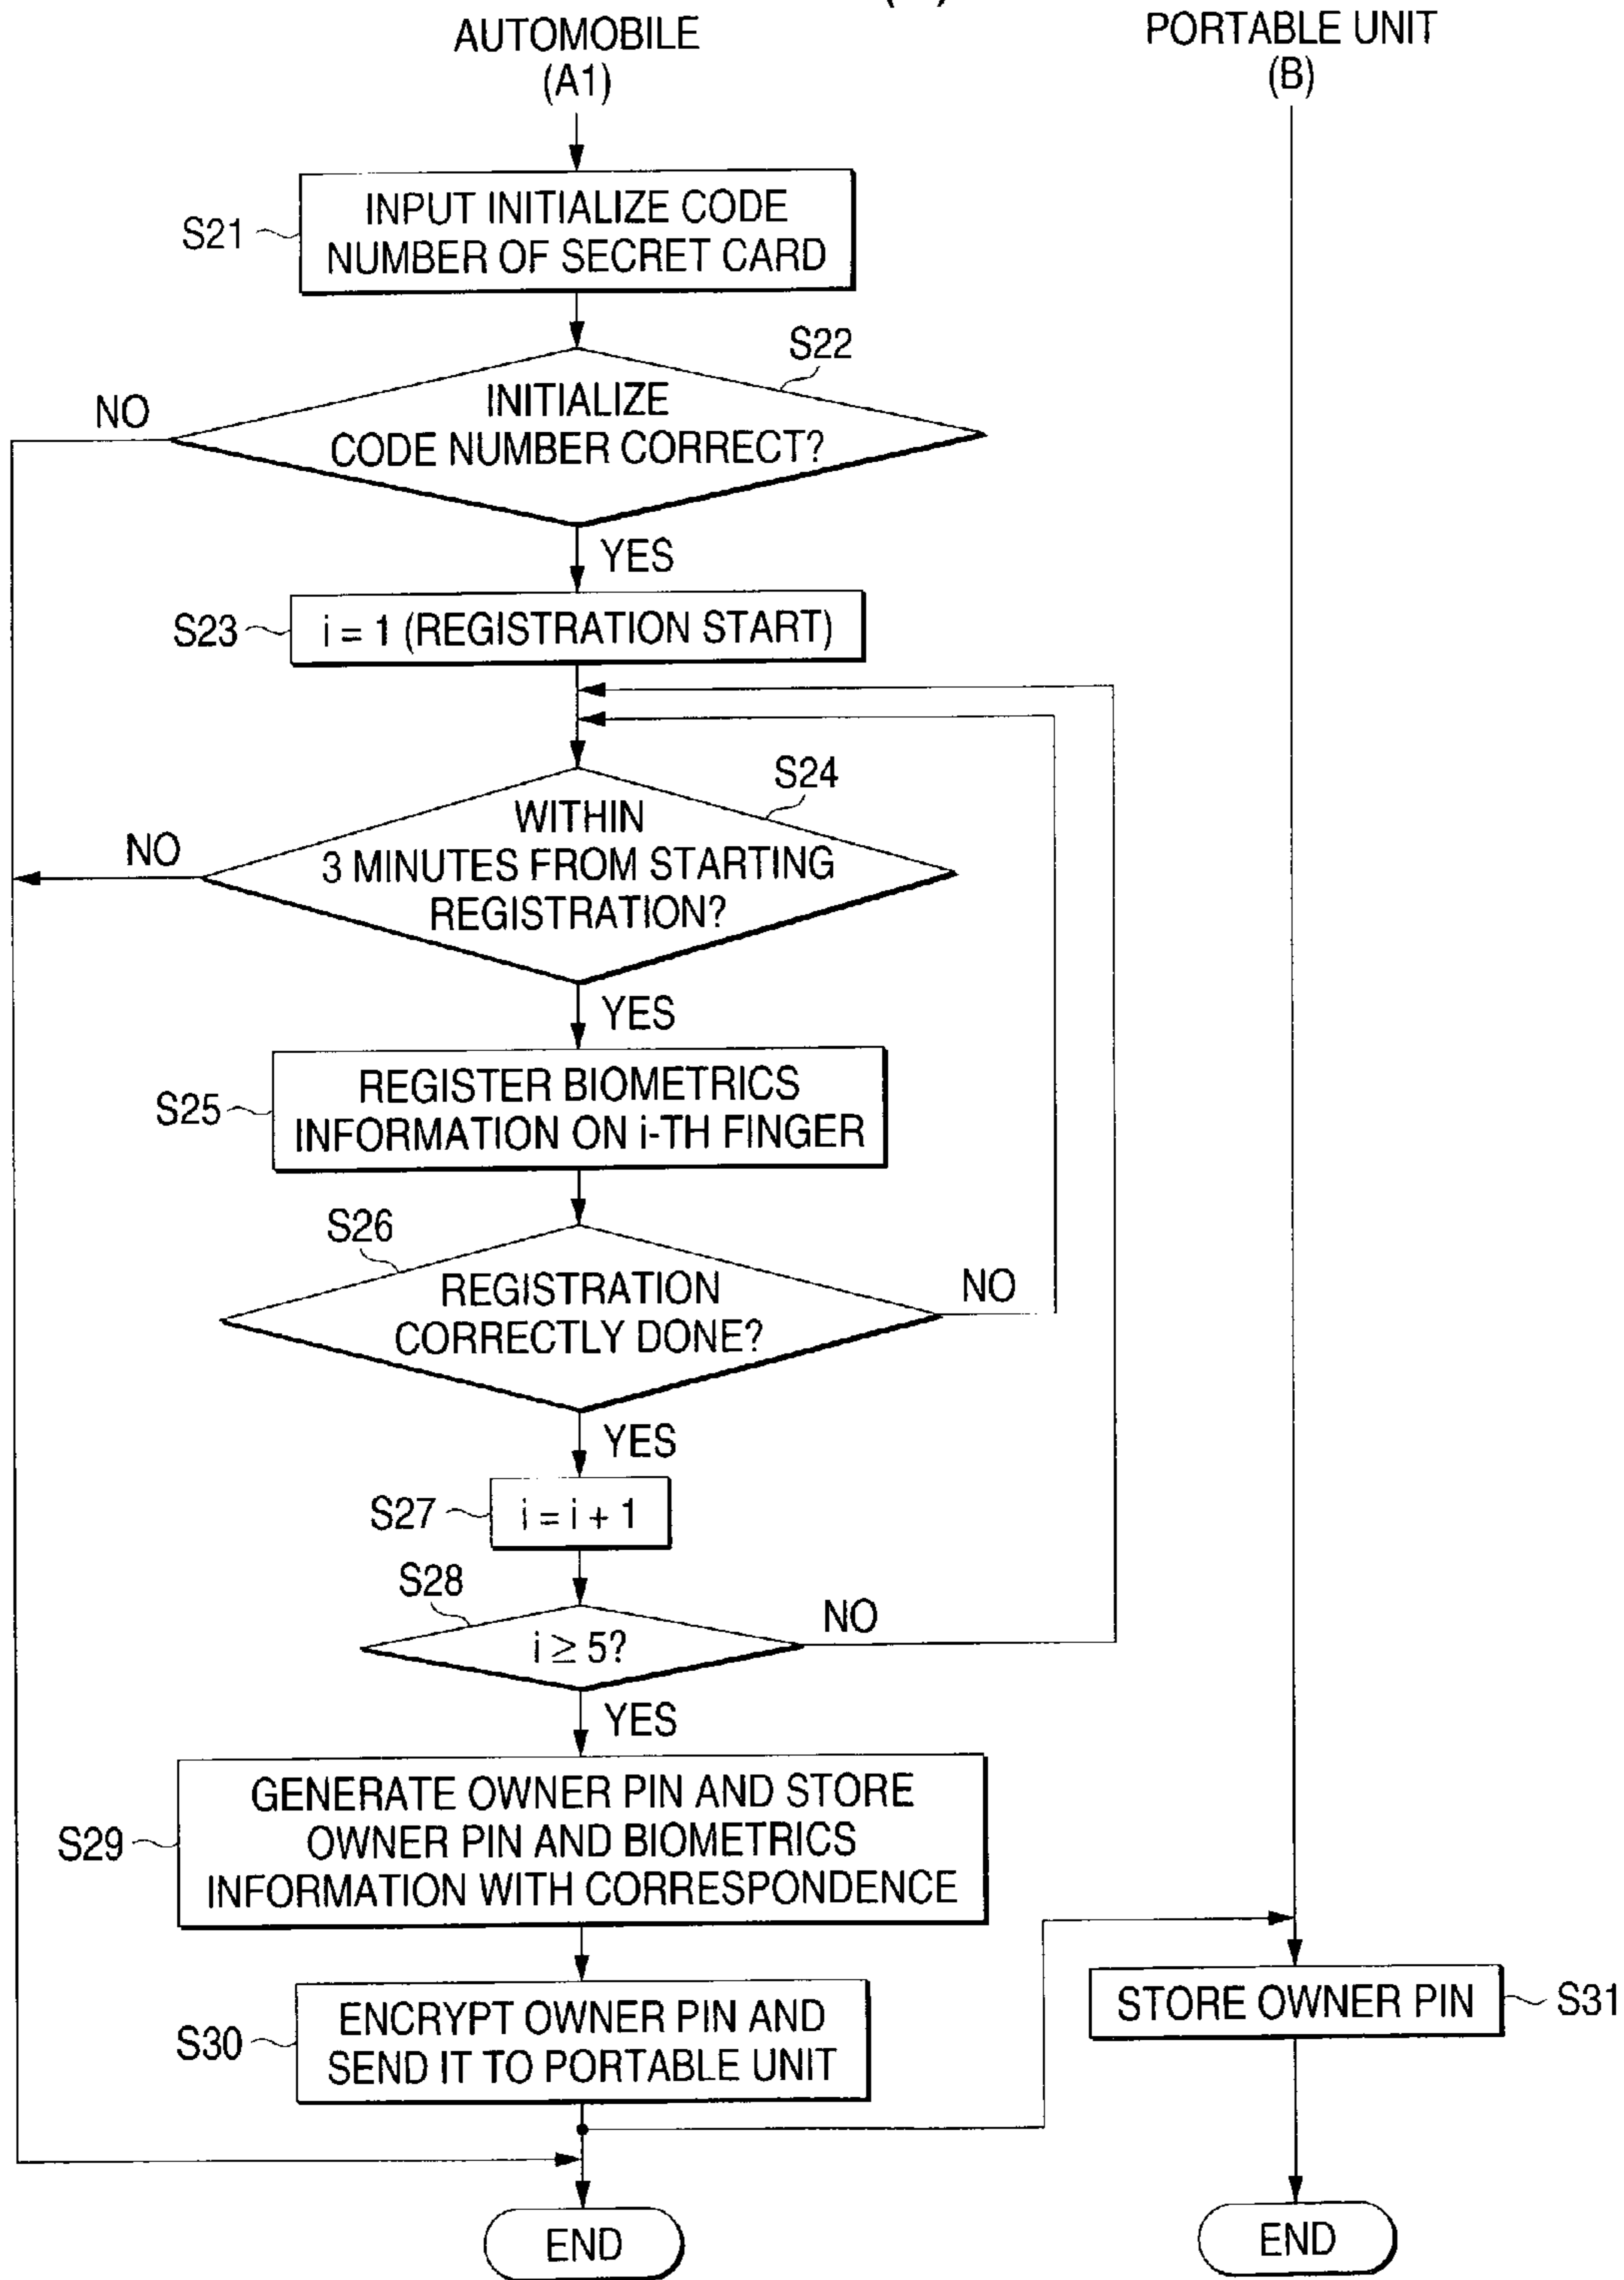 AUTOMOBILE
(A1)
PORTABLE UNIT
(B)
S21
INPUT INITIALIZE CODE
NUMBER OF SECRET CARD
S22
INITIALIZE
CODE NUMBER CORRECT?
NO
YES
S23
i = 1 (REGISTRATION START)
S24
WITHIN
3 MINUTES FROM STARTING
REGISTRATION?
NO
YES
S25
REGISTER BIOMETRICS
INFORMATION ON i-TH FINGER
S26
REGISTRATION
CORRECTLY DONE?
NO
YES
S27
i = i + 1
S28
i ≥ 5?
NO
YES
S29
GENERATE OWNER PIN AND STORE
OWNER PIN AND BIOMETRICS
INFORMATION WITH CORRESPONDENCE
S30
ENCRYPT OWNER PIN AND
SEND IT TO PORTABLE UNIT
STORE OWNER PIN
S31
END
END